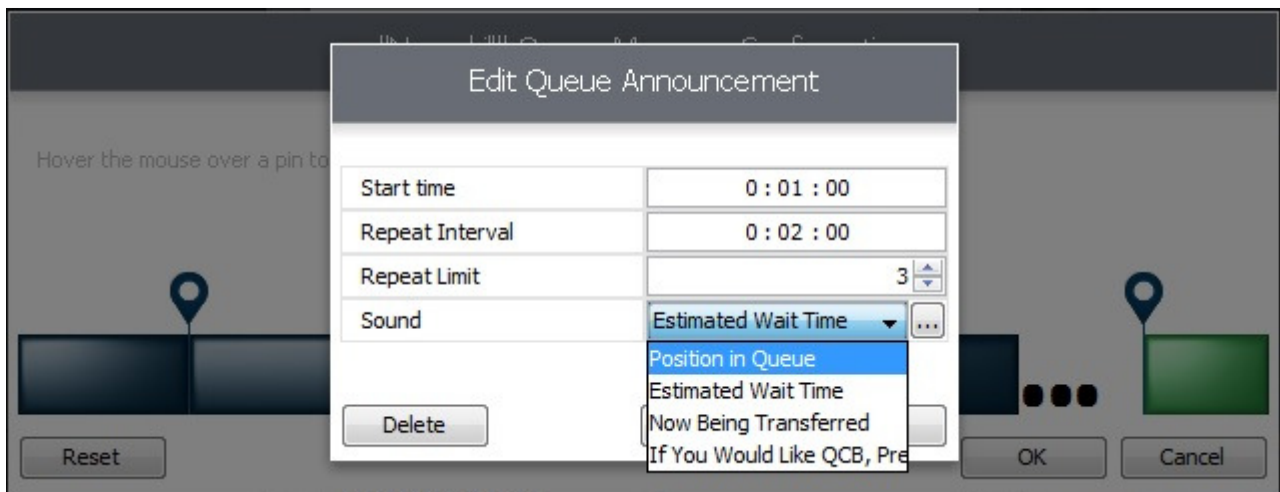 Edit Queue Announcement
Hover the mouse over a pin to
Start time 0 : 01 : 00
Repeat Interval 0 : 02 : 00
Repeat Limit 3
Sound Estimated Wait Time ...
Position in Queue
Estimated Wait Time
Now Being Transferred
If You Would Like QCB, Pre
Delete
Reset OK Cancel